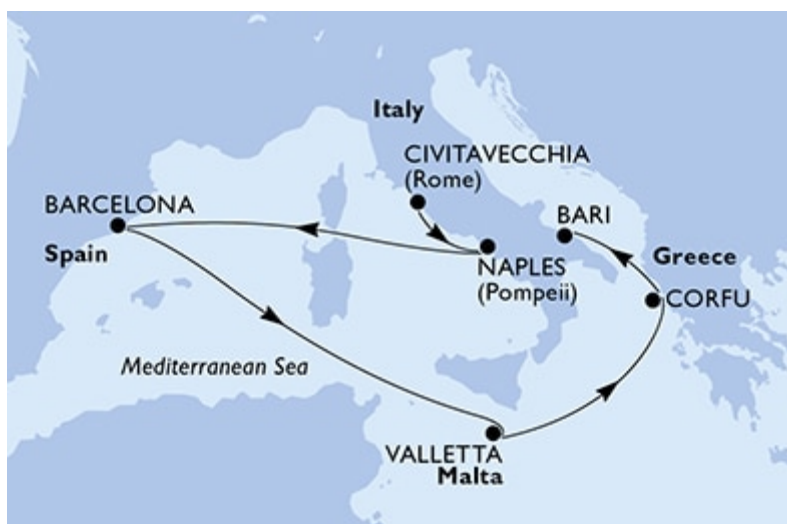 Italy
CIVITAVECCHIA
(Rome)
BARCELONA
Spain
BARI
NAPLES
(Pompeii)
Greece
CORFU
Mediterranean Sea
VALLETTA
Malta